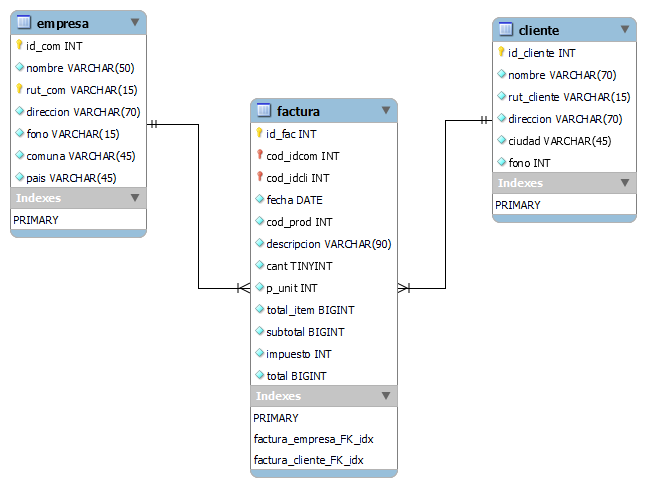 empresa
id_com INT
nombre VARCHAR(50)
rut_com VARCHAR(15)
direccion VARCHAR(70)
fono VARCHAR(15)
comuna VARCHAR(45)
pais VARCHAR(45)
Indexes
PRIMARY
factura
id_fac INT
cod_idcom INT
cod_idcli INT
fecha DATE
cod_prod INT
descripcion VARCHAR(90)
cant TINYINT
p_unit INT
total_item BIGINT
subtotal BIGINT
impuesto INT
total BIGINT
Indexes
PRIMARY
factura_empresa_FK_idx
factura_cliente_FK_idx
cliente
id_cliente INT
nombre VARCHAR(70)
rut_cliente VARCHAR(15)
direccion VARCHAR(70)
ciudad VARCHAR(45)
fono INT
Indexes
PRIMARY